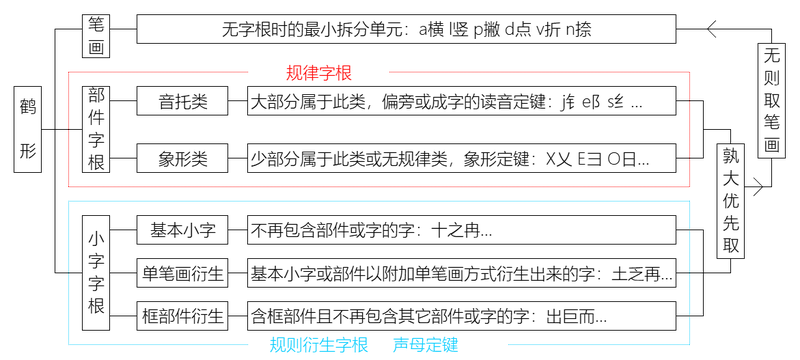 鹤形
笔画
无字根时的最小拆分单元：a横 l竖 p撇 d点 v折 n捺
无则取笔画
规律字根
部件字根
音托类
大部分属于此类，偏旁或成字的读音定键：j钅 e阝 s纟 ...
象形类
少部分属于此类或无规律类，象形定键：X乂 E彐 O日...
孰大优先取
小字字根
基本小字
不再包含部件或字的字：十之冉...
单笔画衍生
基本小字或部件以附加单笔画方式衍生出来的字：土乏再...
框部件衍生
含框部件且不再包含其它部件或字的字：出巨而...
规则衍生字根 声母定键